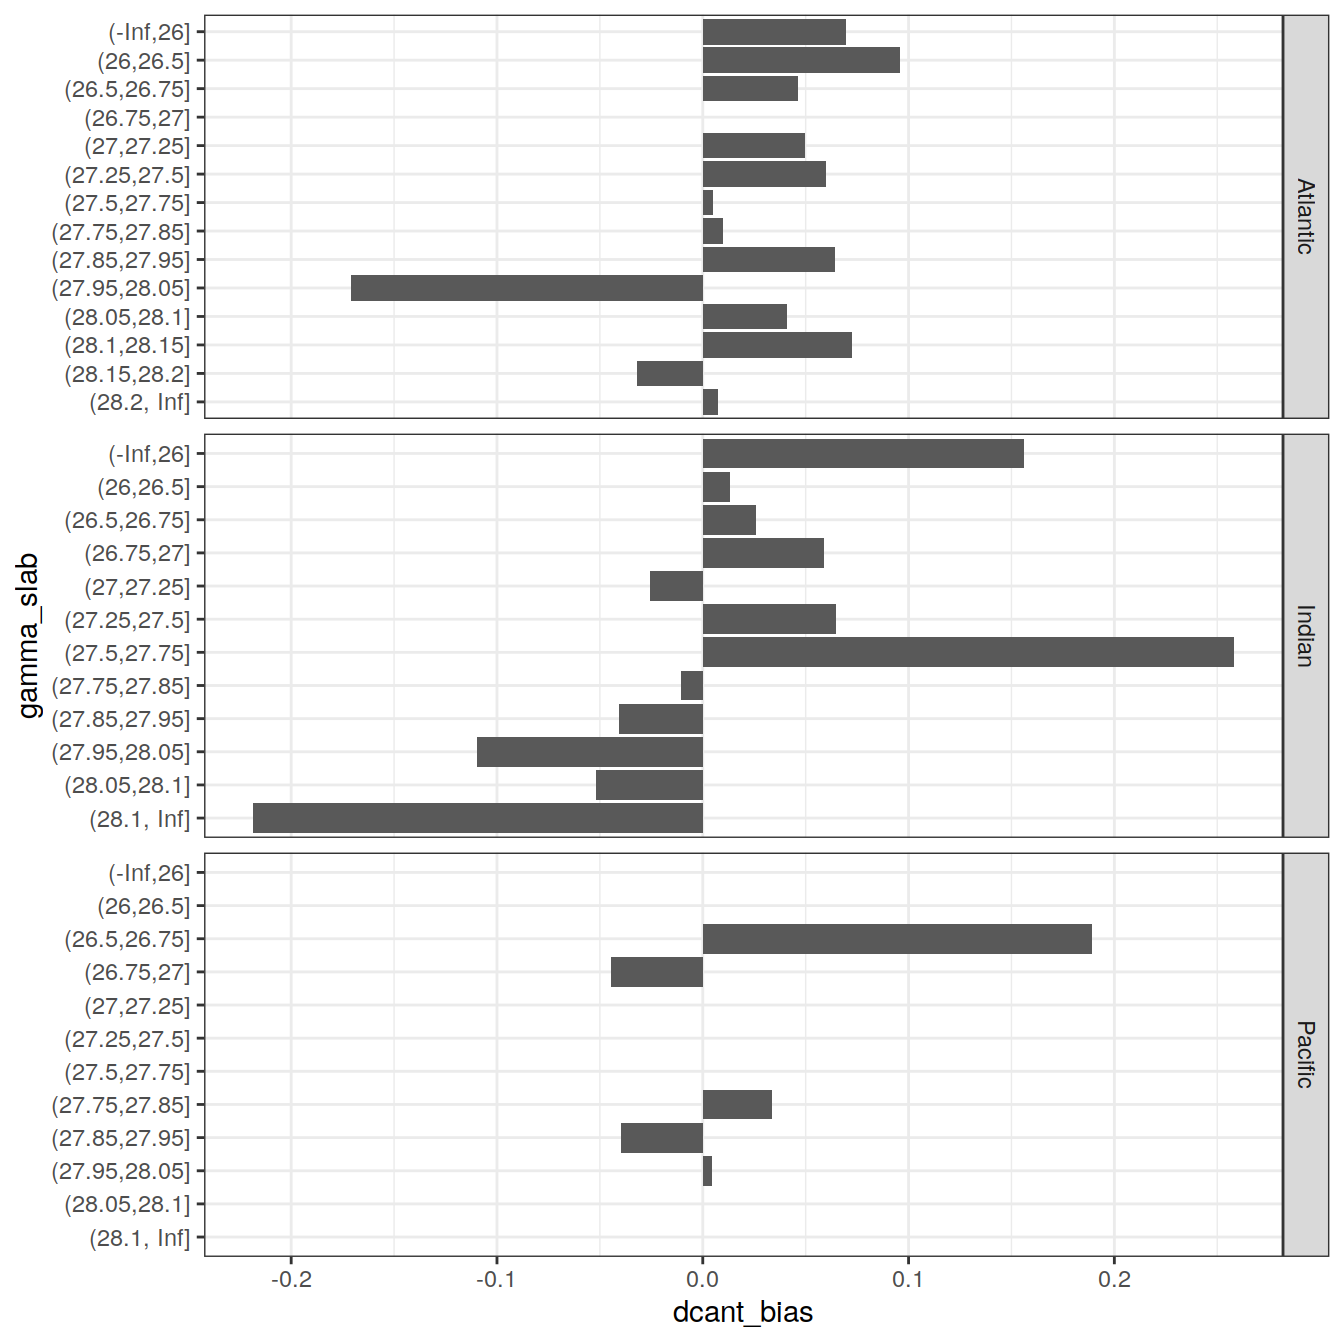 (-Inf,26]
(26,26.5]
(26.5,26.75]
(26.75,27]
(27,27.25]
(27.25,27.5]
(27.5,27.75]
(27.75,27.85]
(27.85,27.95]
(27.95,28.05]
(28.05,28.1]
(28.1,28.15]
(28.15,28.2]
(28.2, Inf]
Atlantic
(-Inf,26]
(26,26.5]
(26.5,26.75]
(26.75,27]
(27,27.25]
(27.25,27.5]
(27.5,27.75]
(27.75,27.85]
(27.85,27.95]
(27.95,28.05]
(28.05,28.1]
(28.1, Inf]
Indian
gamma_slab
(-Inf,26]
(26,26.5]
(26.5,26.75]
(26.75,27]
(27,27.25]
(27.25,27.5]
(27.5,27.75]
(27.75,27.85]
(27.85,27.95]
(27.95,28.05]
(28.05,28.1]
(28.1, Inf]
Pacific
-0.2 -0.1 0.0 0.1 0.2
dcant_bias